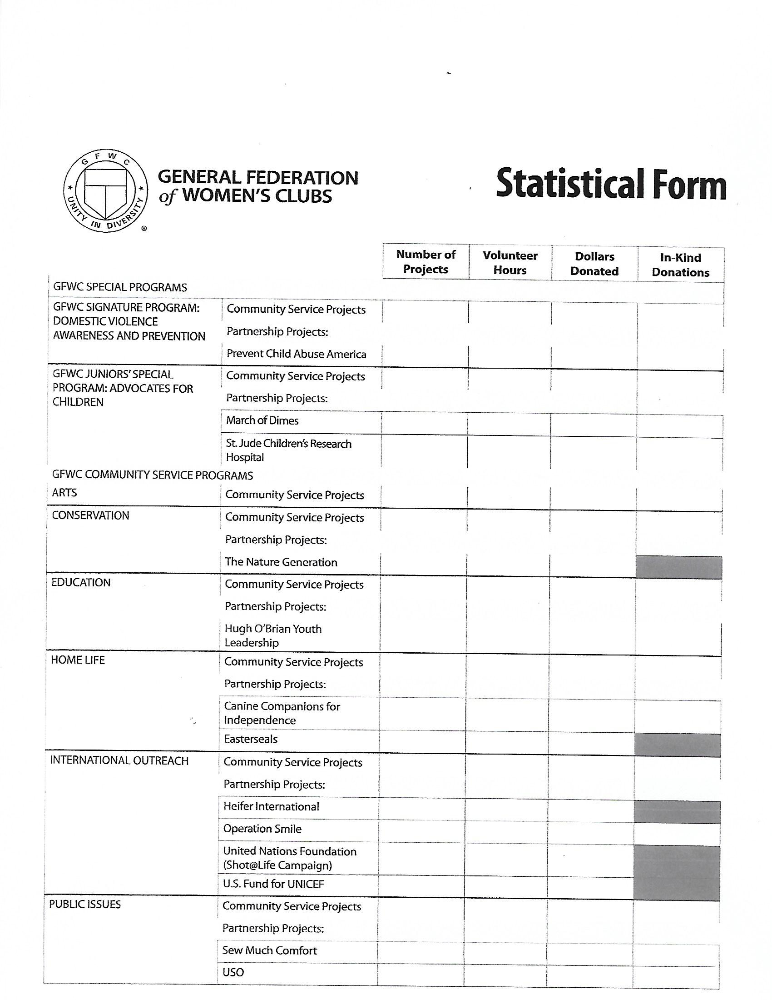 GFWC
UNITY IN DIVERSITY
®
GENERAL FEDERATION
of WOMEN'S CLUBS
Statistical Form
Number of Projects
Volunteer Hours
Dollars Donated
In-Kind Donations
GFWC SPECIAL PROGRAMS
GFWC SIGNATURE PROGRAM:
DOMESTIC VIOLENCE
AWARENESS AND PREVENTION
Community Service Projects
Partnership Projects:
Prevent Child Abuse America
GFWC JUNIORS' SPECIAL
PROGRAM: ADVOCATES FOR
CHILDREN
Community Service Projects
Partnership Projects:
March of Dimes
St. Jude Children's Research
Hospital
GFWC COMMUNITY SERVICE PROGRAMS
ARTS
Community Service Projects
CONSERVATION
Community Service Projects
Partnership Projects:
The Nature Generation
EDUCATION
Community Service Projects
Partnership Projects:
Hugh O'Brian Youth
Leadership
HOME LIFE
Community Service Projects
Partnership Projects:
Canine Companions for
Independence
Easterseals
INTERNATIONAL OUTREACH
Community Service Projects
Partnership Projects:
Heifer International
Operation Smile
United Nations Foundation
(Shot@Life Campaign)
U.S. Fund for UNICEF
PUBLIC ISSUES
Community Service Projects
Partnership Projects:
Sew Much Comfort
USO